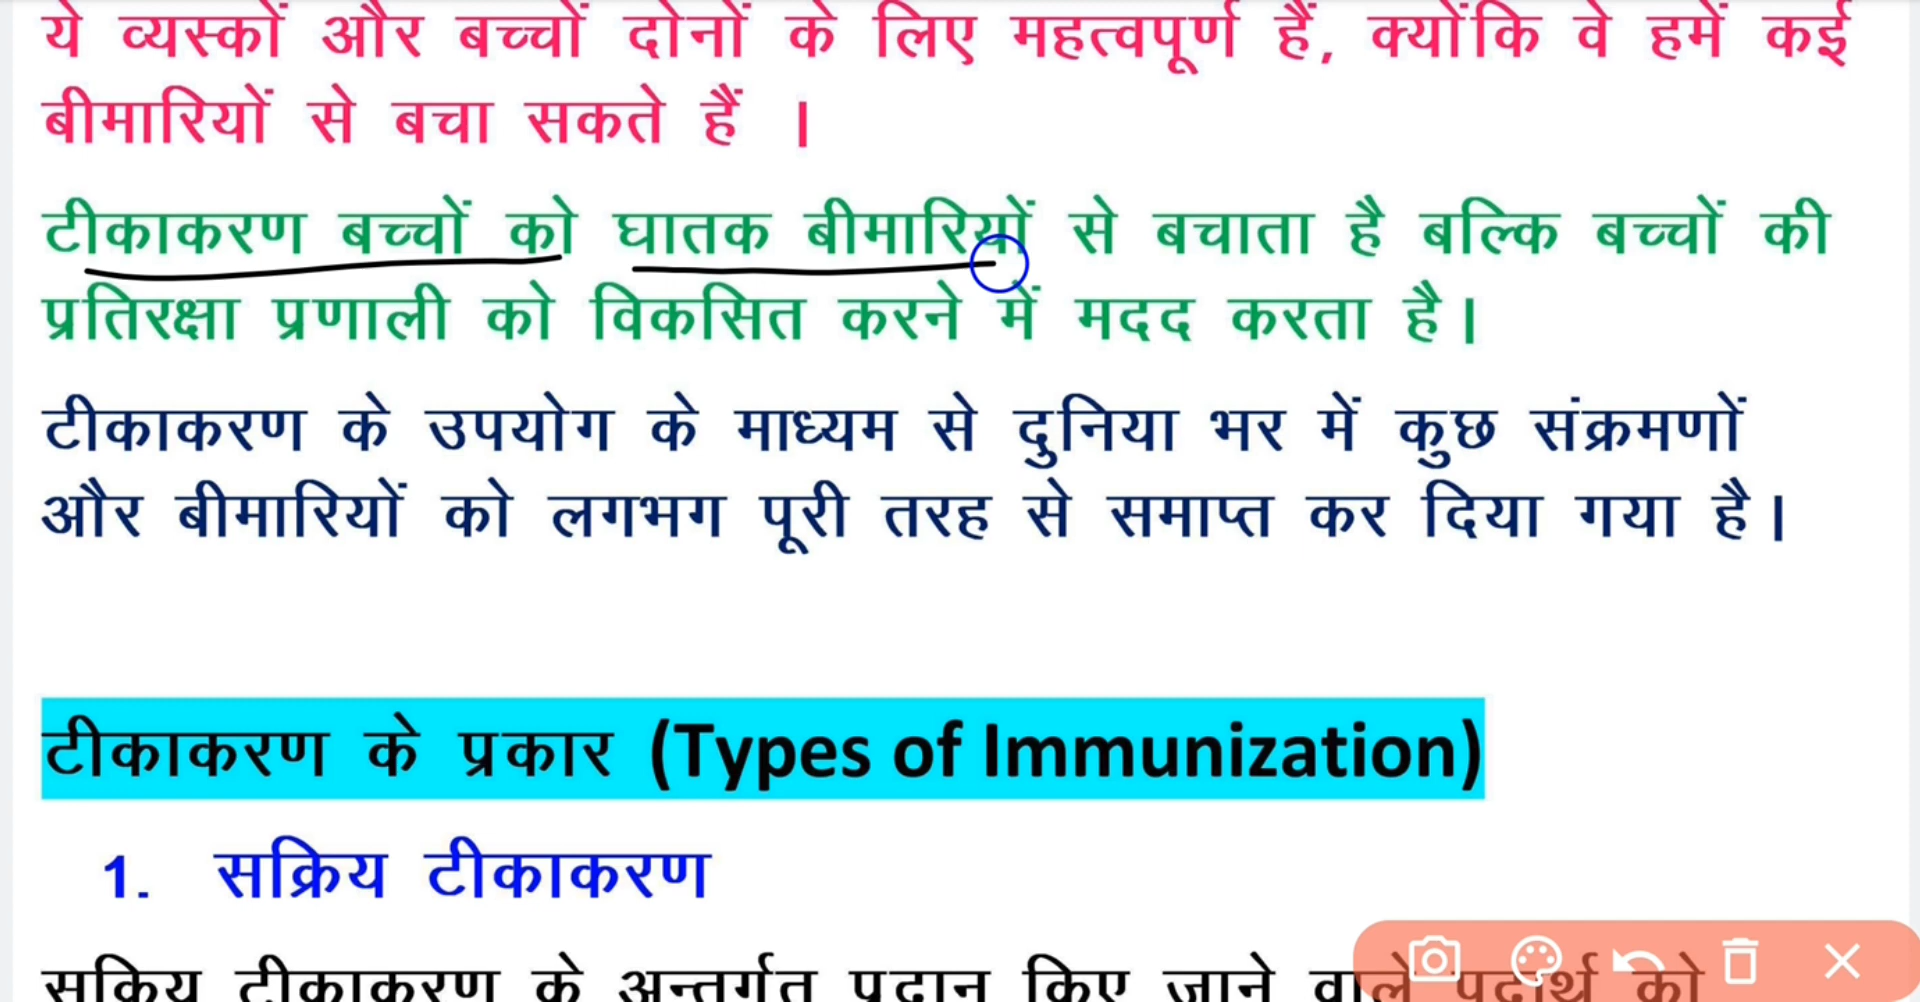 ये व्यस्कों और बच्चों दोनों के लिए महत्वपूर्ण हैं, क्योंकि वे हमें कई
बीमारियों से बचा सकते हैं ।
टीकाकरण बच्चों को घातक बीमारियों से बचाता है बल्कि बच्चों की
प्रतिरक्षा प्रणाली को विकसित करने में मदद करता है।
टीकाकरण के उपयोग के माध्यम से दुनिया भर में कुछ संक्रमणों
और बीमारियों को लगभग पूरी तरह से समाप्त कर दिया गया है।
टीकाकरण के प्रकार (Types of Immunization)
1. सक्रिय टीकाकरण
सक्रिय टीकाकरण के अन्तर्गत प्रदान किए जाने वाले पदार्थ को